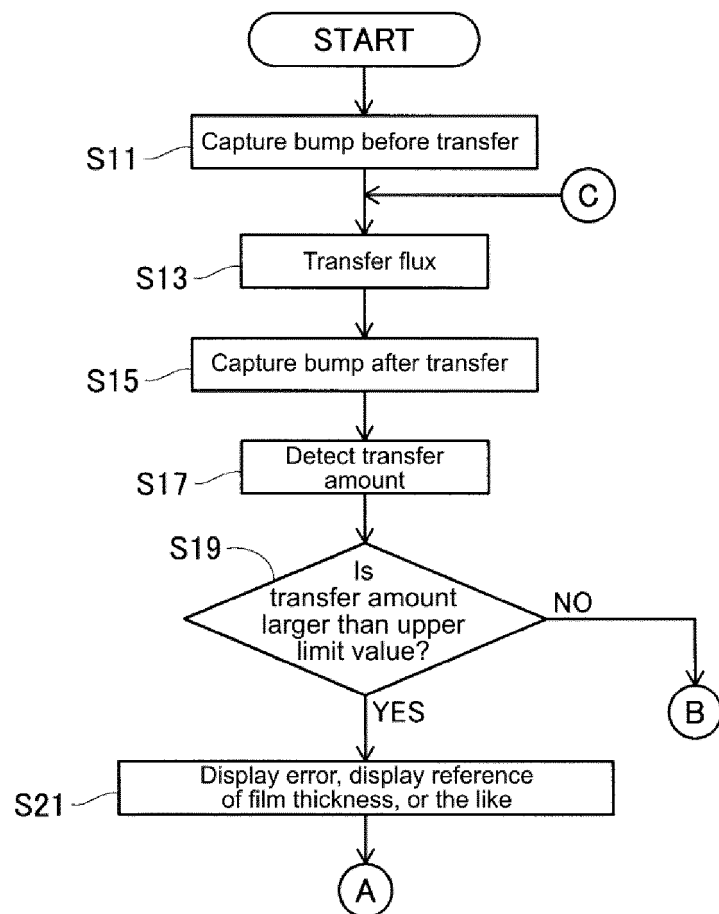 START
S11
Capture bump before transfer
C
S13
Transfer flux
S15
Capture bump after transfer
S17
Detect transfer
amount
S19
Is
transfer amount
larger than upper
limit value?
NO
B
YES
S21
Display error, display reference
of film thickness, or the like
A